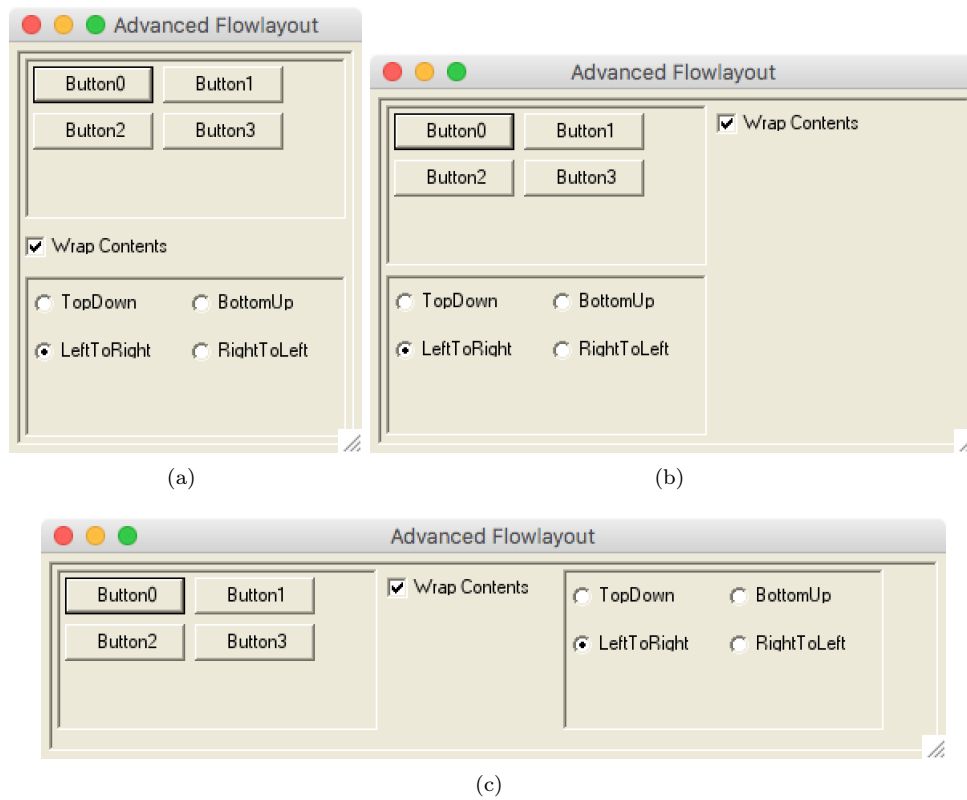 Advanced Flowlayout
Button0 Button1
Button2 Button3
Wrap Contents
TopDown BottomUp
LeftToRight RightToLeft
(a)
Advanced Flowlayout
Button0 Button1
Wrap Contents
Button2 Button3
TopDown BottomUp
LeftToRight RightToLeft
(b)
Advanced Flowlayout
Button0 Button1 Wrap Contents TopDown BottomUp
Button2 Button3 LeftToRight RightToLeft
(c)